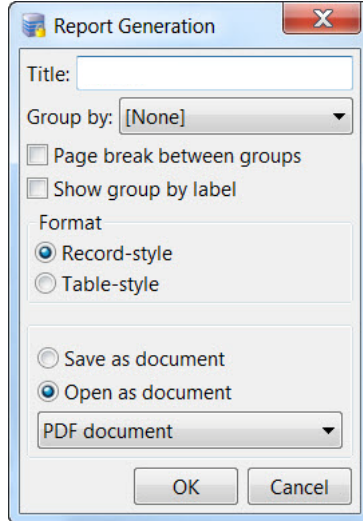 Report Generation
Title:
Group by: [None]
Page break between groups
Show group by label
Format
Record-style
Table-style
Save as document
Open as document
PDF document
OK Cancel